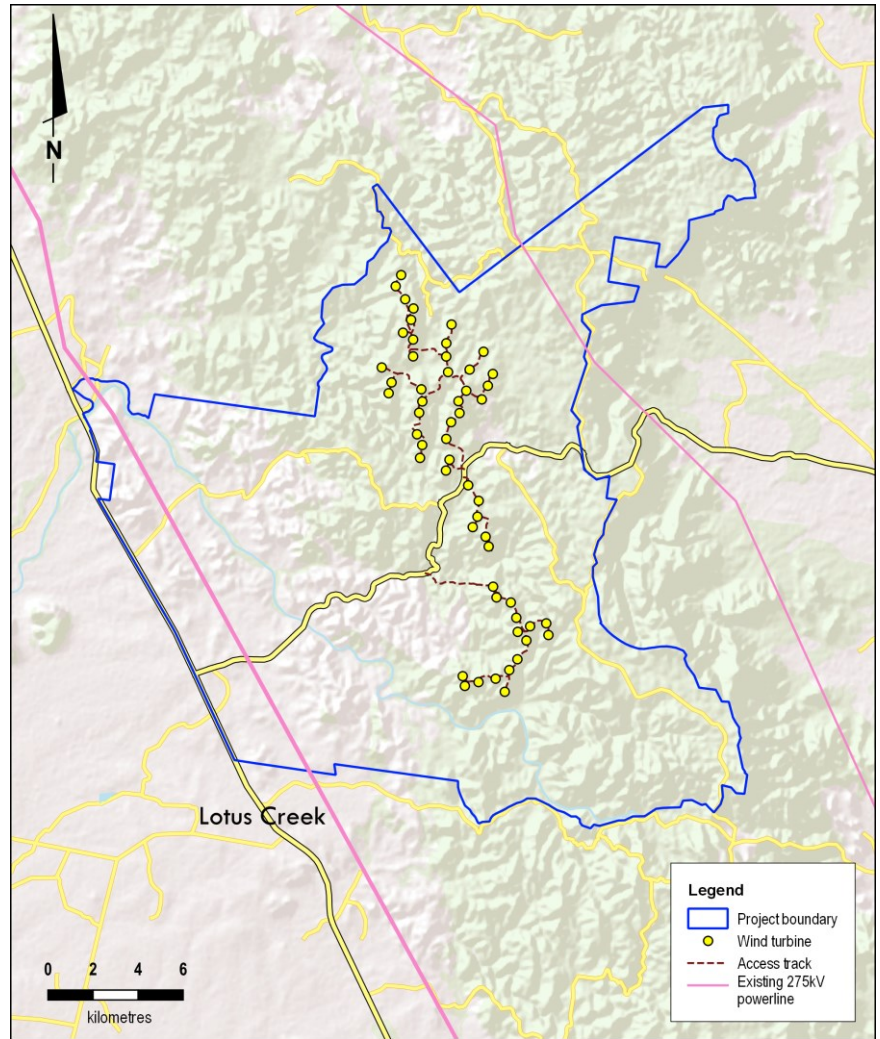 N
Lotus Creek
0 2 4 6
kilometres
Legend
Project boundary
Wind turbine
Access track
Existing 275kV
powerline